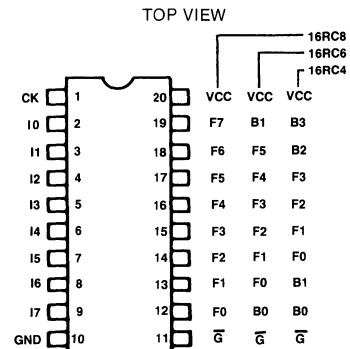 TOP VIEW
16RC8
16RC6
16RC4
CK 1 20 VCC VCC VCC
I0 2 19 F7 B1 B3
I1 3 18 F6 F5 B2
I2 4 17 F5 F4 F3
I3 5 16 F4 F3 F2
I4 6 15 F3 F2 F1
I5 7 14 F2 F1 F0
I6 8 13 F1 F0 B1
I7 9 12 F0 B0 B0
GND 10 11 G̅ G̅ G̅